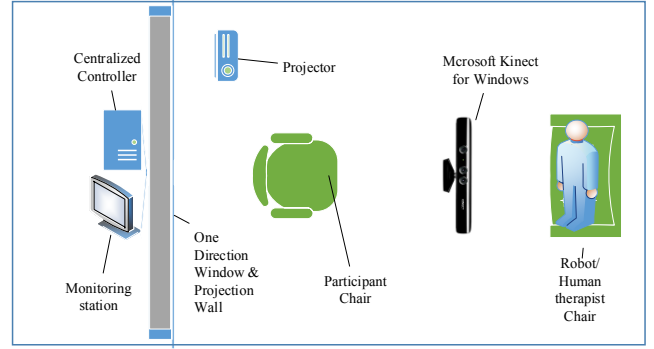 Centralized
Controller
Projector
Mcrosoft Kinect
for Windows
Monitoring
station
One
Direction
Window &
Projection
Wall
Participant
Chair
Robot/
Human
therapist
Chair